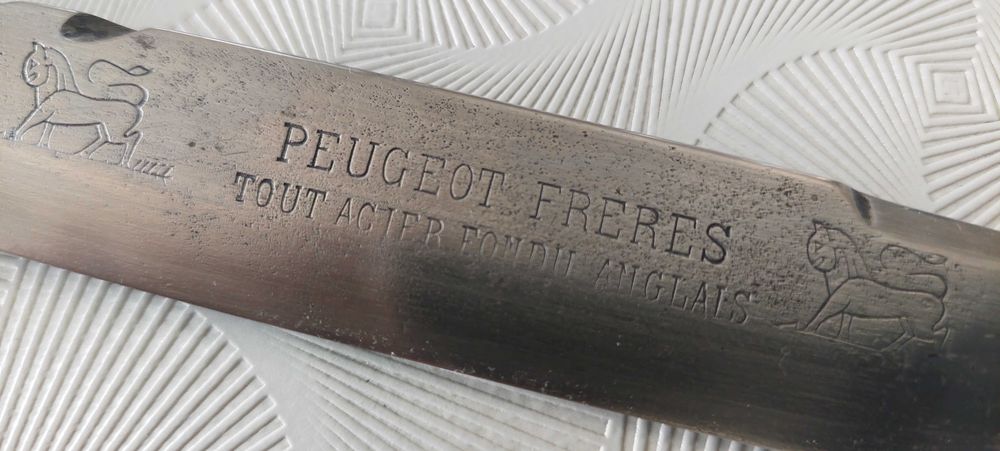 PEUGEOT FRERES
TOUT ACIER FONDU ANGLAIS